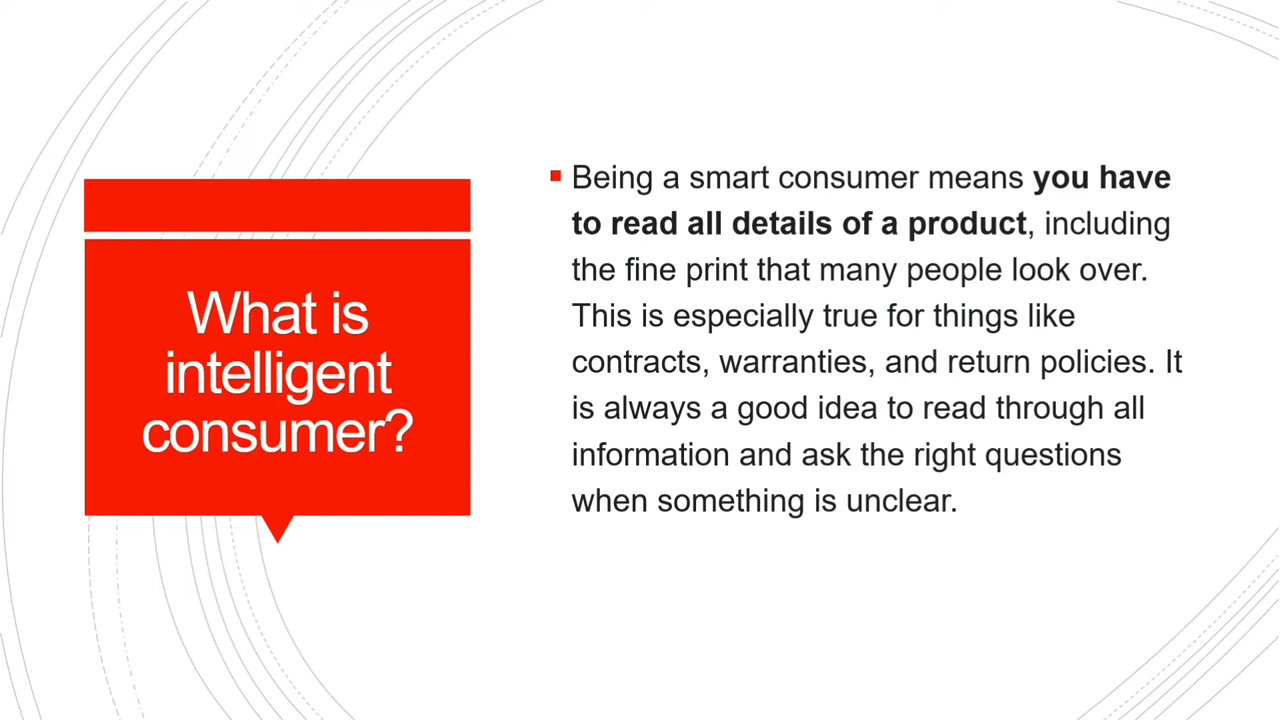 What is
intelligent
consumer?
Being a smart consumer means you have
to read all details of a product, including
the fine print that many people look over.
This is especially true for things like
contracts, warranties, and return policies. It
is always a good idea to read through all
information and ask the right questions
when something is unclear.